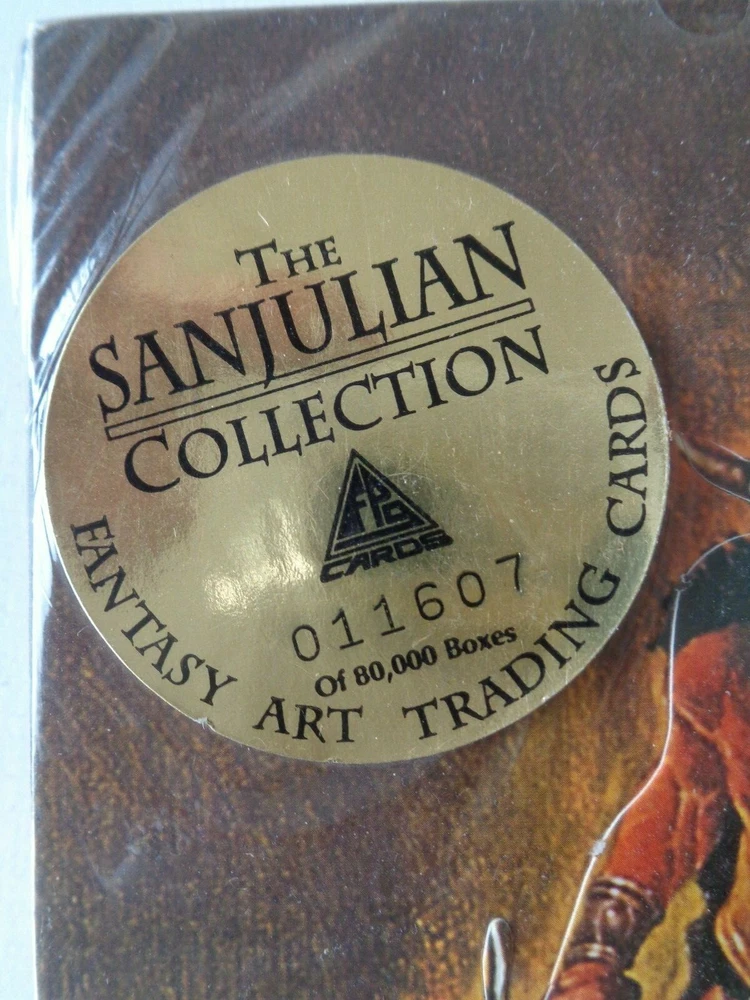 THE
SANJULIAN
COLLECTION
FPG
CARDS
011607
Of 80,000 Boxes
FANTASY ART TRADING CARDS